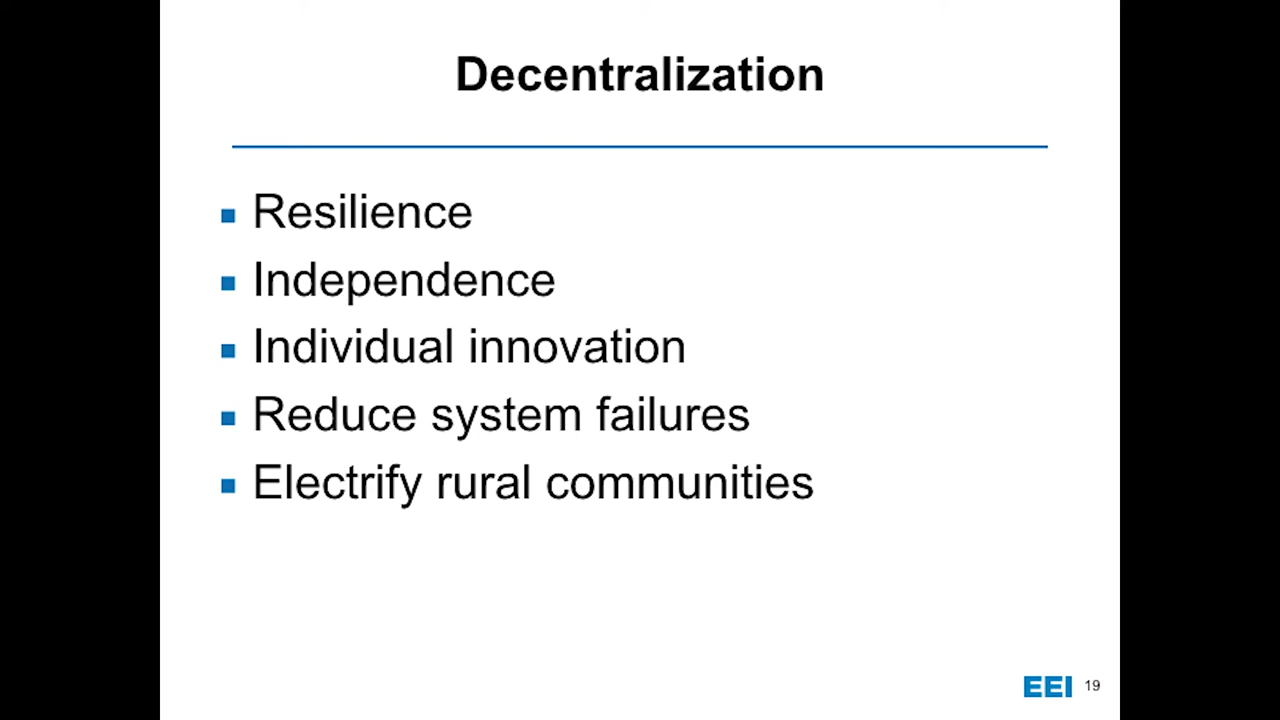 Decentralization
Resilience
Independence
Individual innovation
Reduce system failures
Electrify rural communities
EEI 19